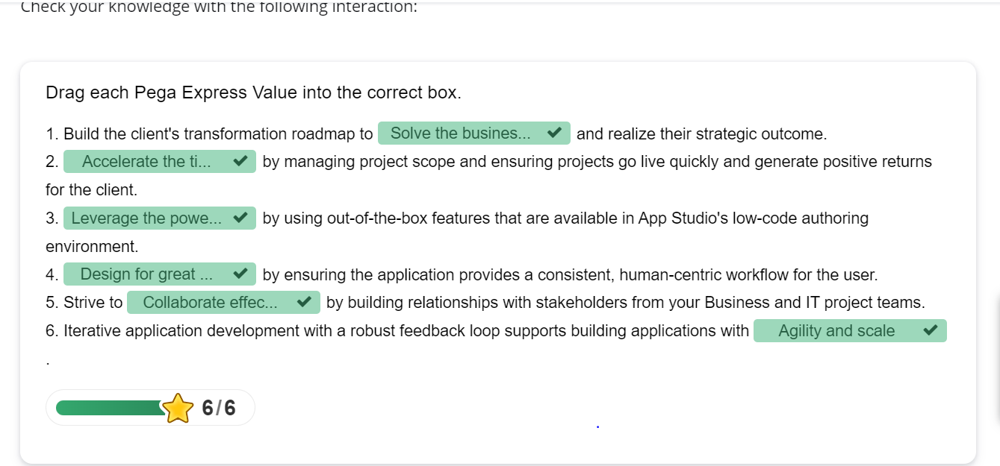 Check your knowledge with the following interaction:
Drag each Pega Express Value into the correct box.
1. Build the client's transformation roadmap to Solve the busines... ✔ and realize their strategic outcome.
2. Accelerate the ti... ✔ by managing project scope and ensuring projects go live quickly and generate positive returns
for the client.
3. Leverage the powe... ✔ by using out-of-the-box features that are available in App Studio's low-code authoring
environment.
4. Design for great ... ✔ by ensuring the application provides a consistent, human-centric workflow for the user.
5. Strive to Collaborate effec... ✔ by building relationships with stakeholders from your Business and IT project teams.
6. Iterative application development with a robust feedback loop supports building applications with Agility and scale ✔
.
6/6